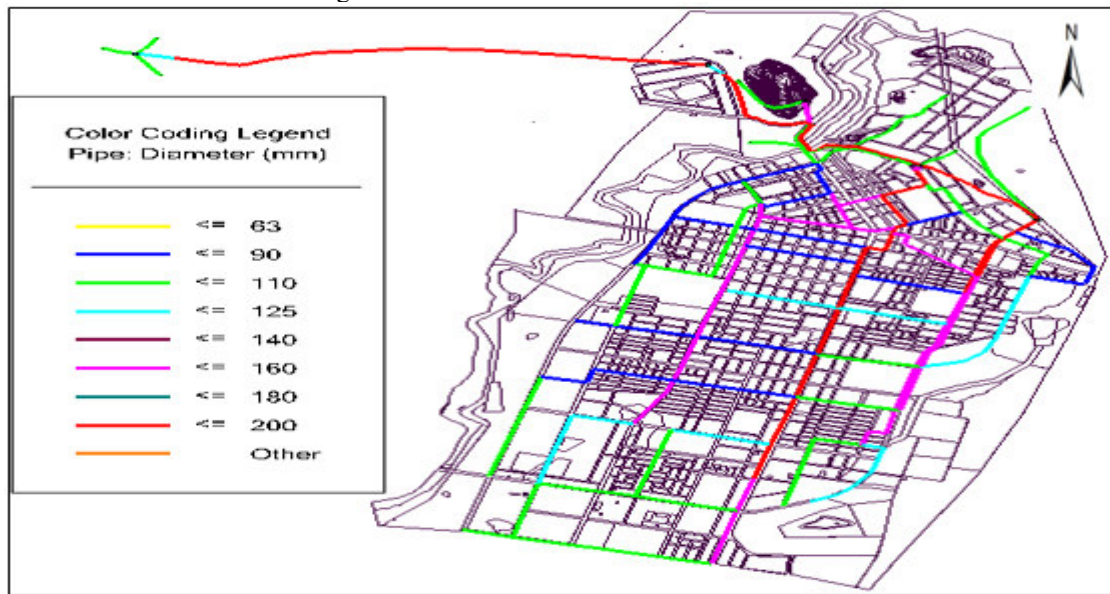 N
Color Coding Legend
Pipe: Diameter (mm)
<= 63
<= 90
<= 110
<= 125
<= 140
<= 160
<= 180
<= 200
Other